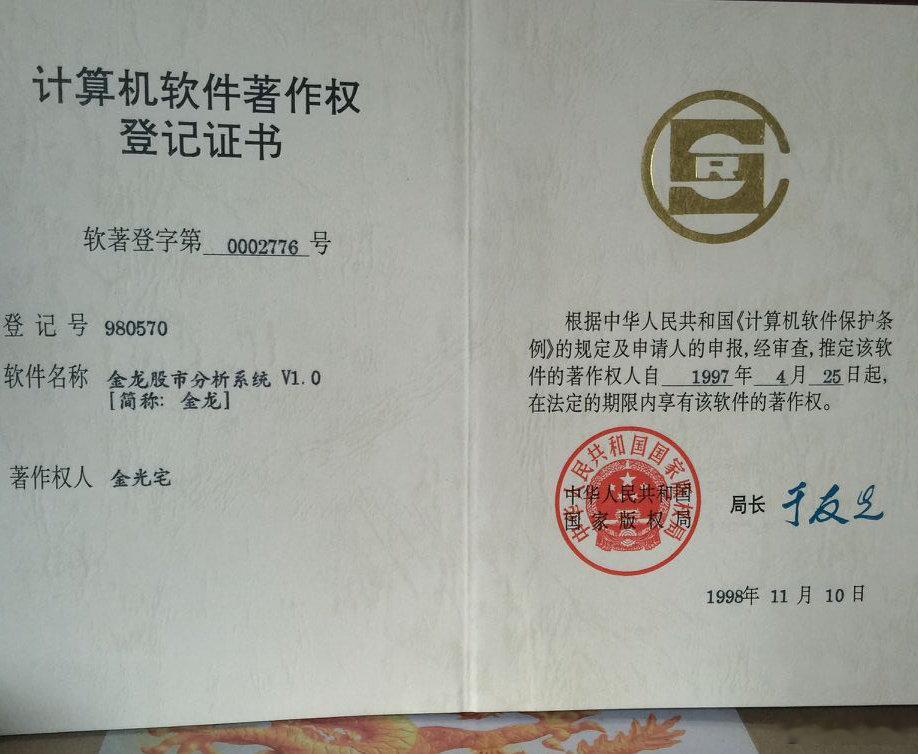 计算机软件著作权
登记证书
软著登字第 0002776 号
登记号 980570
软件名称 金龙股市分析系统 V1.0
[简称: 金龙]
著作权人 金光宅
R
根据中华人民共和国《计算机软件保护条
例》的规定及申请人的申报,经审查,推定该软
件的著作权人自 1997 年 4 月 25 日起,
在法定的期限内享有该软件的著作权。
中华人民共和国国家版权局
中华人民共和国
国家版权局
局长 于友先
1998年 11 月 10 日